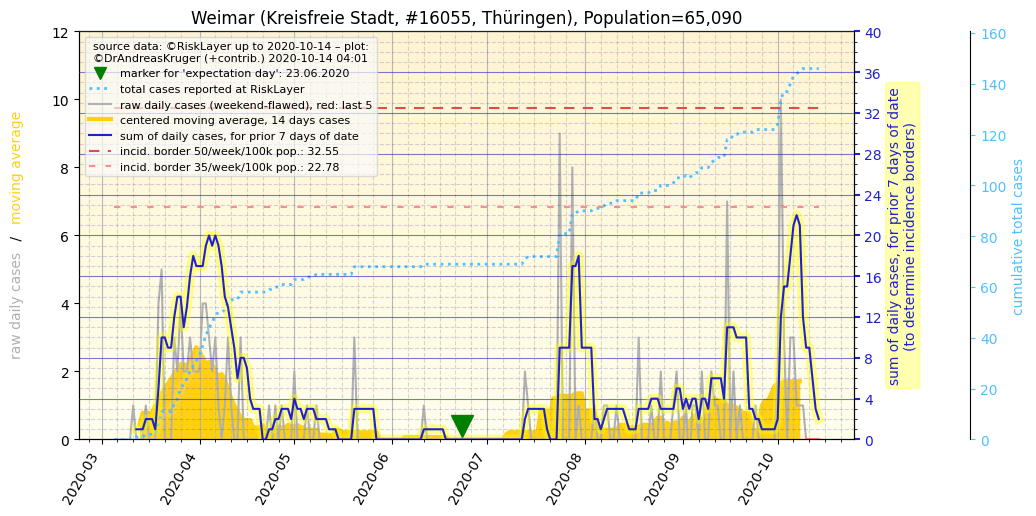 Weimar (Kreisfreie Stadt, #16055, Thüringen), Population=65,090
source data: ©RiskLayer up to 2020-10-14 – plot:
©DrAndreasKruger (+contrib.) 2020-10-14 04:01
marker for 'expectation day': 23.06.2020
total cases reported at RiskLayer
raw daily cases (weekend-flawed), red: last 5
centered moving average, 14 days cases
sum of daily cases, for prior 7 days of date
incid. border 50/week/100k pop.: 32.55
incid. border 35/week/100k pop.: 22.78
raw daily cases / moving average
12
10
8
6
4
2
0
2020-03
2020-04
2020-05
2020-06
2020-07
2020-08
2020-09
2020-10
40
36
32
28
24
20
16
12
8
4
0
sum of daily cases, for prior 7 days of date
(to determine incidence borders)
160
140
120
100
80
60
40
20
0
cumulative total cases